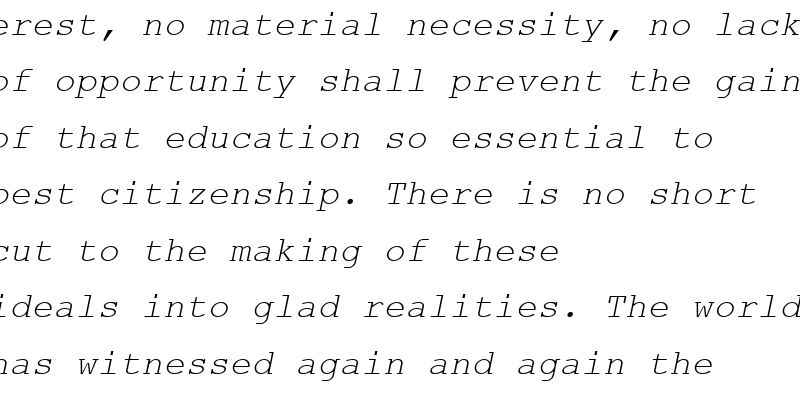 erest, no material necessity, no lack
of opportunity shall prevent the gain
of that education so essential to
best citizenship. There is no short
cut to the making of these
ideals into glad realities. The world
has witnessed again and again the